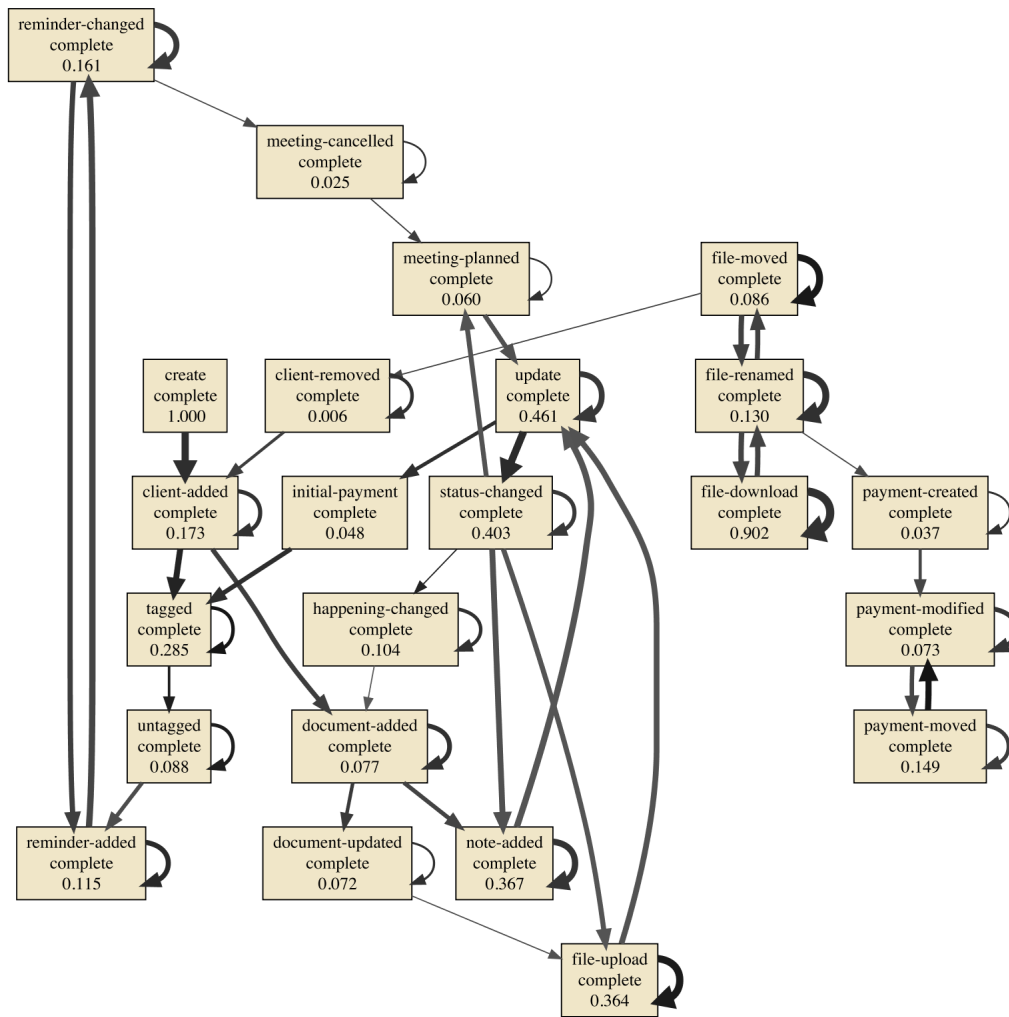 reminder-changed
complete
0.161
meeting-cancelled
complete
0.025
meeting-planned
complete
0.060
file-moved
complete
0.086
create
complete
1.000
client-removed
complete
0.006
update
complete
0.461
file-renamed
complete
0.130
client-added
complete
0.173
initial-payment
complete
0.048
status-changed
complete
0.403
file-download
complete
0.902
payment-created
complete
0.037
tagged
complete
0.285
happening-changed
complete
0.104
payment-modified
complete
0.073
untagged
complete
0.088
document-added
complete
0.077
payment-moved
complete
0.149
reminder-added
complete
0.115
document-updated
complete
0.072
note-added
complete
0.367
file-upload
complete
0.364